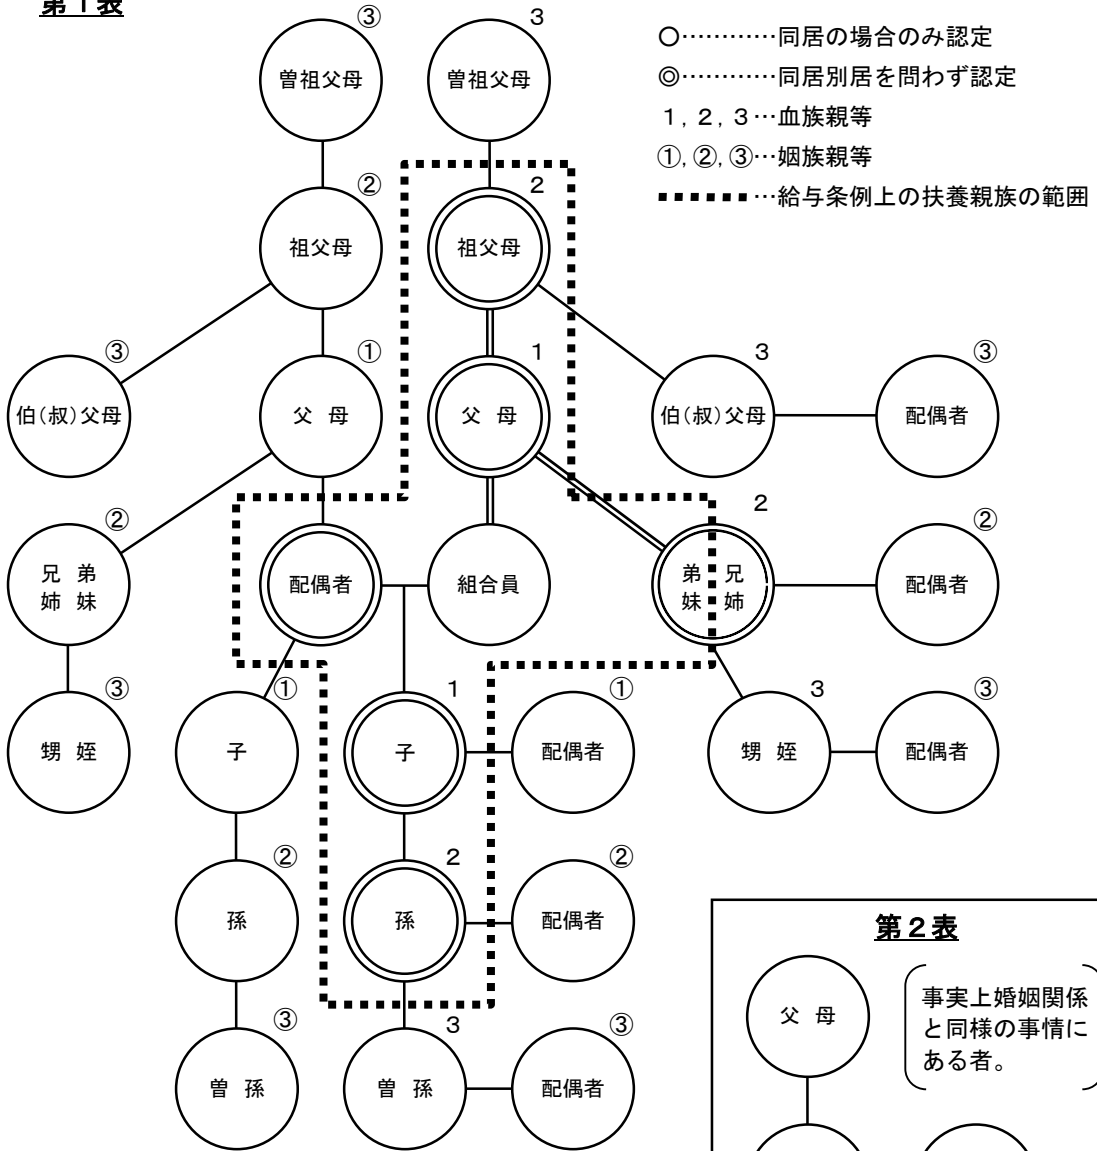 第１表
③
3
曽祖父母
曽祖父母
○…………同居の場合のみ認定
◎…………同居別居を問わず認定
１，２，３…血族親等
①，②，③…姻族親等
…給与条例上の扶養親族の範囲
②
2
祖父母
祖父母
③
①
1
3
③
伯（叔）父母
父 母
父 母
伯（叔）父母
配偶者
②
2
②
兄 弟
姉 妹
配偶者
組合員
弟 兄
妹 姉
配偶者
③
①
1
①
3
③
甥 姪
子
子
配偶者
甥 姪
配偶者
②
2
②
孫
孫
配偶者
③
3
③
曽 孫
曽 孫
配偶者
第２表
父 母
事実上婚姻関係
と同様の事情に
ある者。